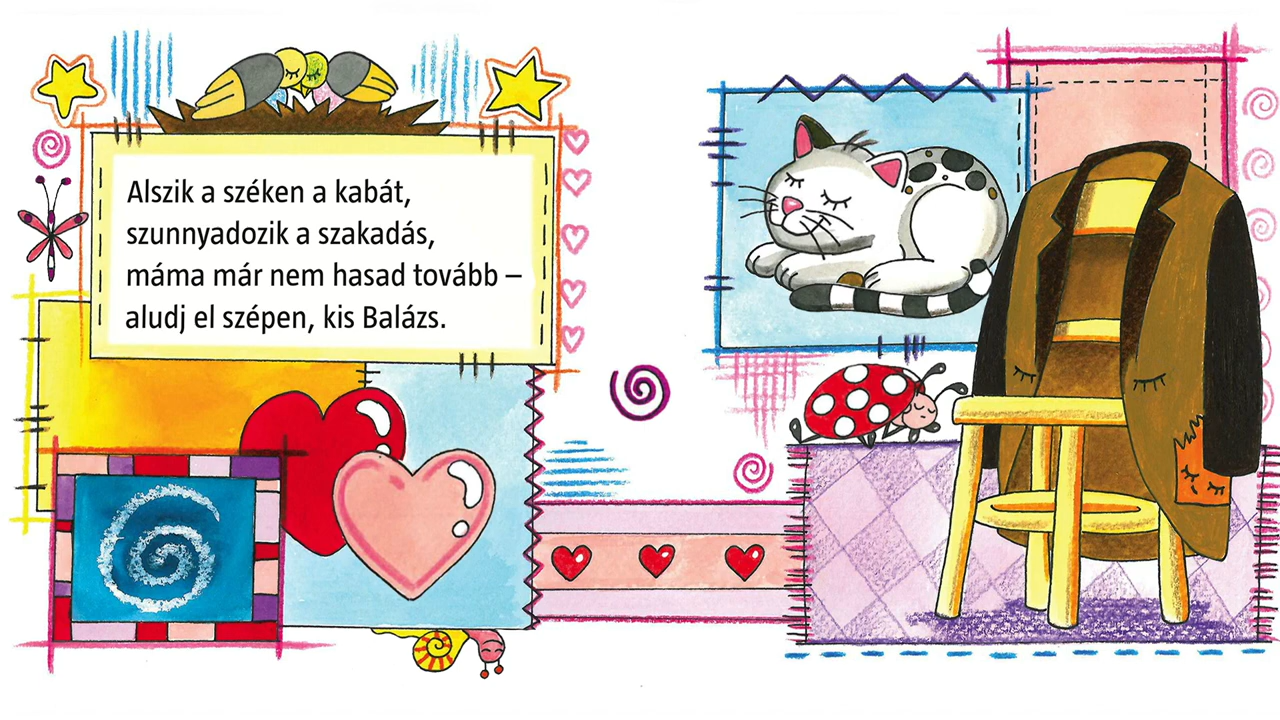 Alszik a széken a kabát,
szunnyadozik a szakadás,
máma már nem hasad tovább –
aludj el szépen, kis Balázs.